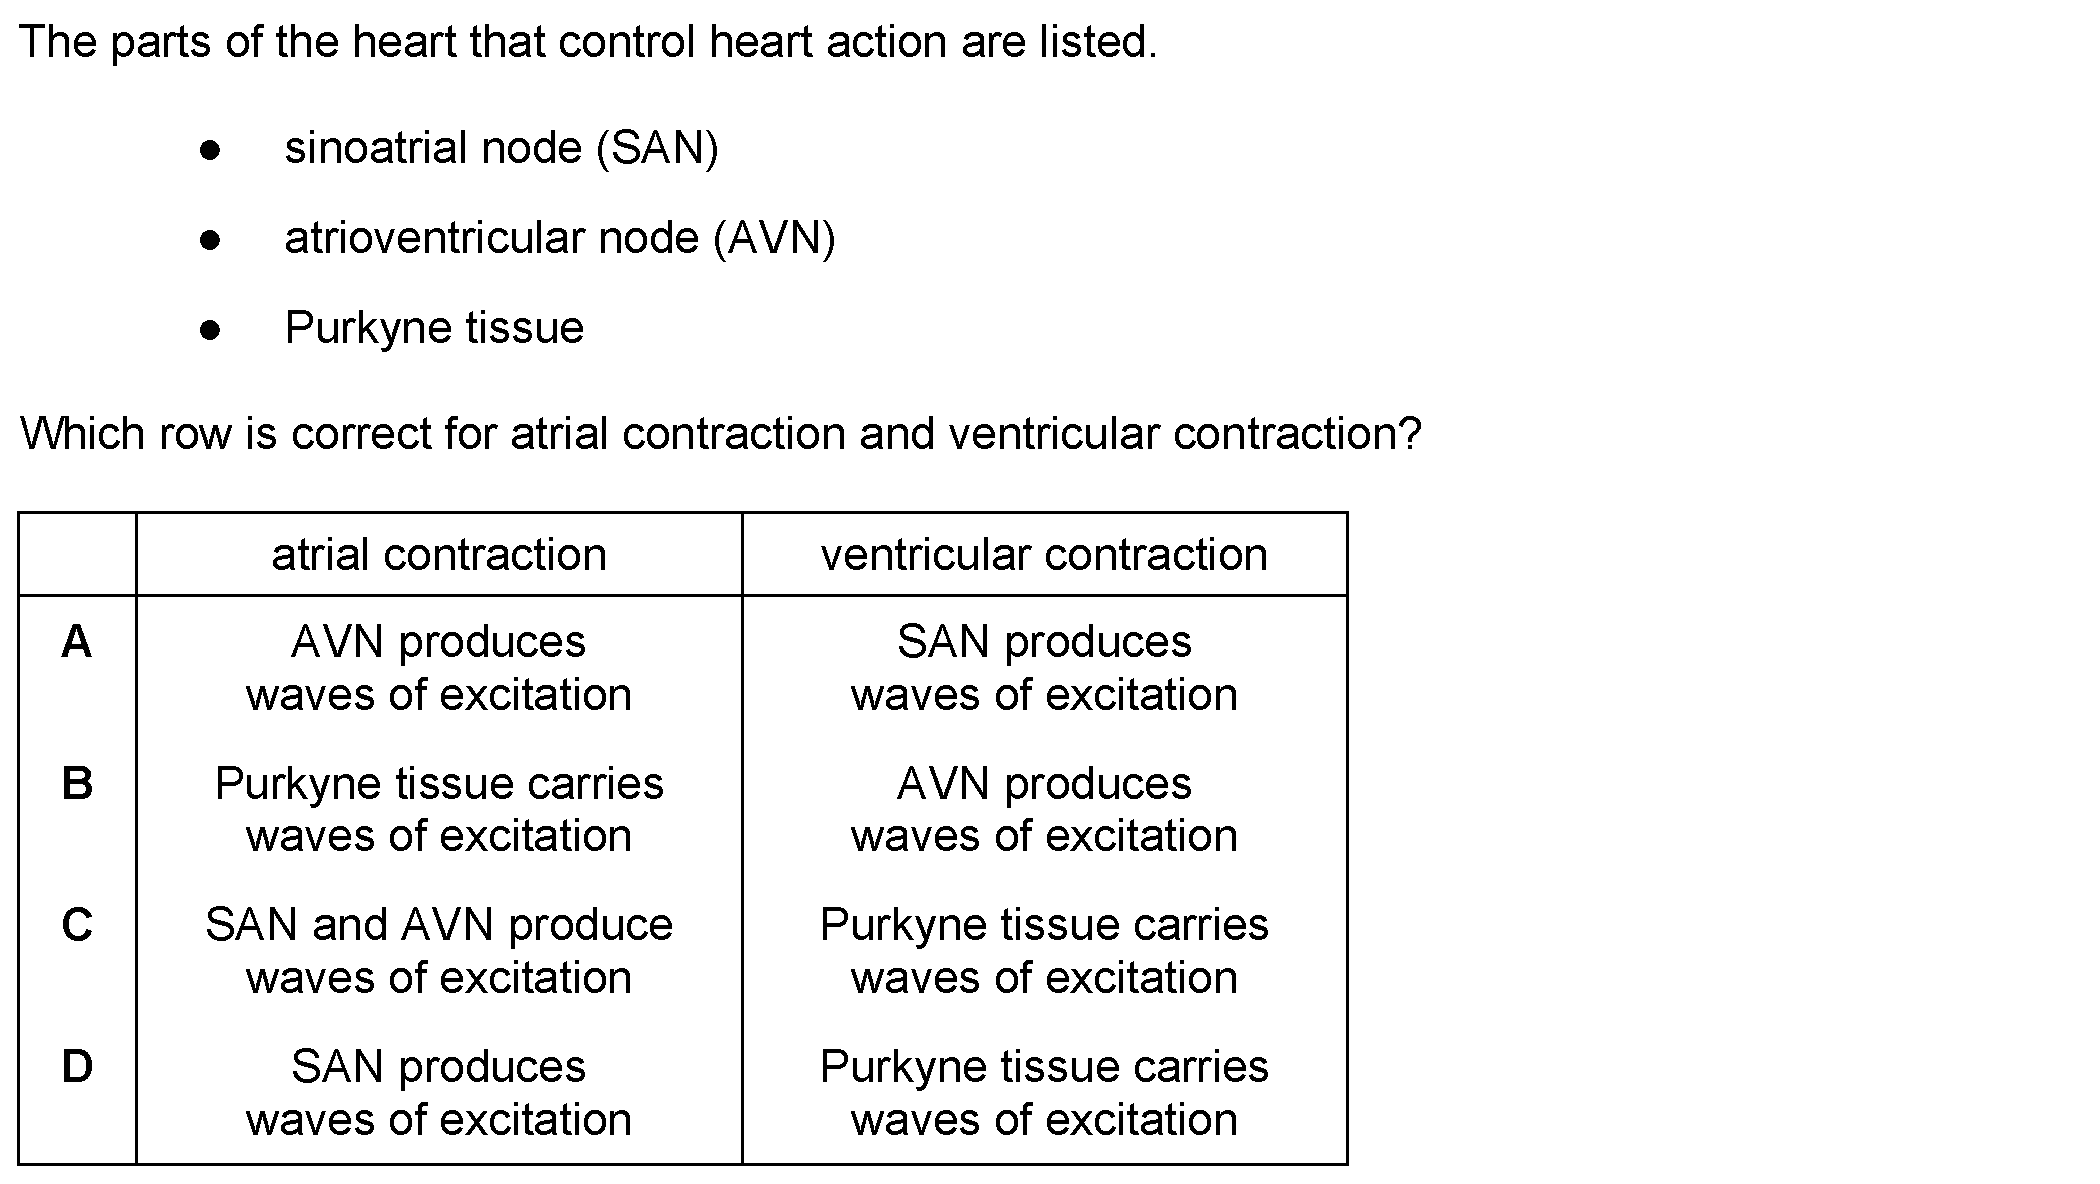 The parts of the heart that control heart action are listed.
● sinoatrial node (SAN)
● atrioventricular node (AVN)
● Purkyne tissue
Which row is correct for atrial contraction and ventricular contraction?
atrial contraction ventricular contraction
A AVN produces SAN produces
waves of excitation waves of excitation
B Purkyne tissue carries AVN produces
waves of excitation waves of excitation
C SAN and AVN produce Purkyne tissue carries
waves of excitation waves of excitation
D SAN produces Purkyne tissue carries
waves of excitation waves of excitation